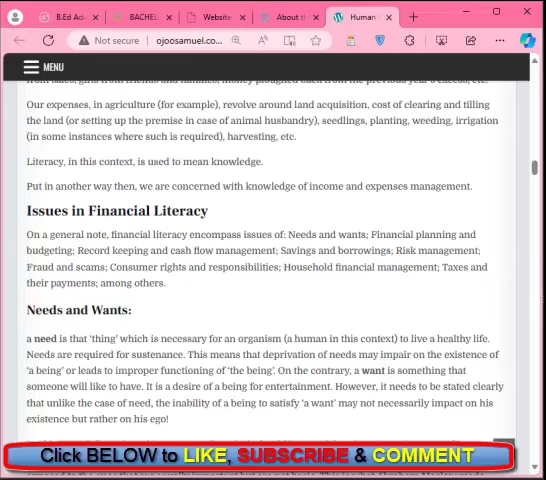 B.Ed Ad
BACHEL
Website
About th
Human
Not secure
ojoosamuel.co...
MENU
from sales, girls from friends and families, money ploughed back from the previous year's excess, etc.
Our expenses, in agriculture (for example), revolve around land acquisition, cost of clearing and tilling
the land (or setting up the premise in case of animal husbandry), seedlings, planting, weeding, irrigation
(in some instances where such is required), harvesting, etc.
Literacy, in this context, is used to mean knowledge.
Put in another way then, we are concerned with knowledge of income and expenses management.
Issues in Financial Literacy
On a general note, financial literacy encompass issues of: Needs and wants; Financial planning and
budgeting; Record keeping and cash flow management; Savings and borrowings; Risk management;
Fraud and scams; Consumer rights and responsibilities; Household financial management; Taxes and
their payments; among others.
Needs and Wants:
a need is that ‘thing’ which is necessary for an organism (a human in this context) to live a healthy life.
Needs are required for sustenance. This means that deprivation of needs may impair on the existence of
‘a being’ or leads to improper functioning of ‘the being’. On the contrary, a want is something that
someone will like to have. It is a desire of a being for entertainment. However, it needs to be stated clearly
that unlike the case of need, the inability of a being to satisfy ‘a want’ may not necessarily impact on his
existence but rather on his ego!
Click BELOW to LIKE, SUBSCRIBE & COMMENT